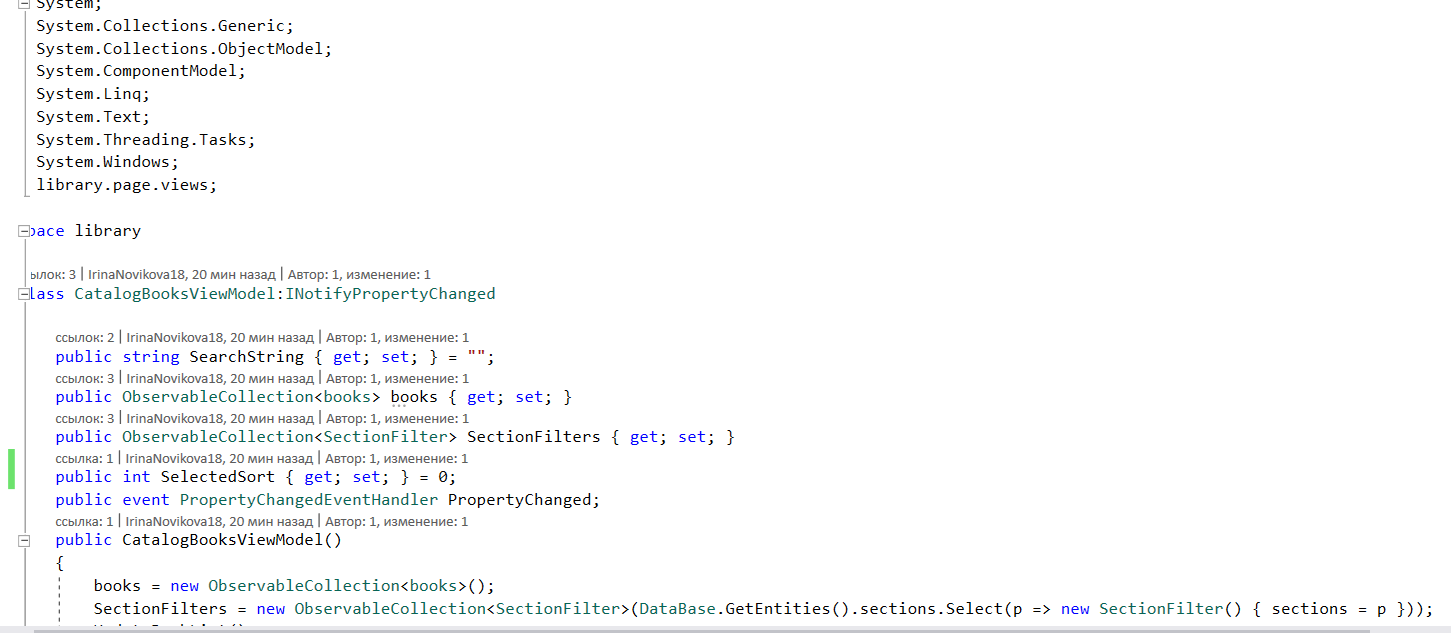 System;
System.Collections.Generic;
System.Collections.ObjectModel;
System.ComponentModel;
System.Linq;
System.Text;
System.Threading.Tasks;
System.Windows;
library.page.views;
pace library
ылок: 3 | IrinaNovikova18, 20 мин назад | Автор: 1, изменение: 1
lass CatalogBooksViewModel:INotifyPropertyChanged
ссылок: 2 | IrinaNovikova18, 20 мин назад | Автор: 1, изменение: 1
public string SearchString { get; set; } = "";
ссылок: 3 | IrinaNovikova18, 20 мин назад | Автор: 1, изменение: 1
public ObservableCollection<books> books { get; set; }
ссылок: 3 | IrinaNovikova18, 20 мин назад | Автор: 1, изменение: 1
public ObservableCollection<SectionFilter> SectionFilters { get; set; }
ссылка: 1 | IrinaNovikova18, 20 мин назад | Автор: 1, изменение: 1
public int SelectedSort { get; set; } = 0;
public event PropertyChangedEventHandler PropertyChanged;
ссылка: 1 | IrinaNovikova18, 20 мин назад | Автор: 1, изменение: 1
public CatalogBooksViewModel()
{
books = new ObservableCollection<books>();
SectionFilters = new ObservableCollection<SectionFilter>(DataBase.GetEntities().sections.Select(p => new SectionFilter() { sections = p }));